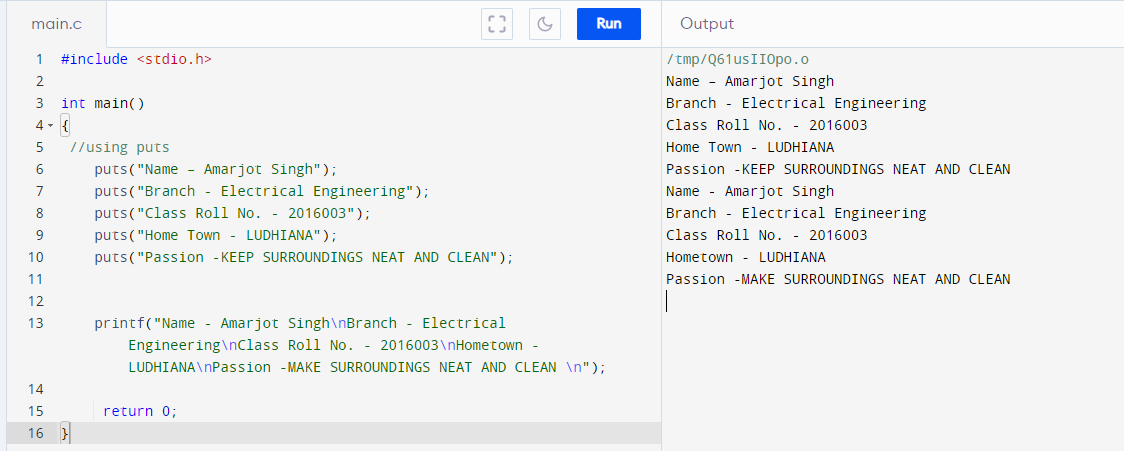 main.c
Run
Output
1 #include <stdio.h>
2
3 int main()
4 {
5 //using puts
6 puts("Name – Amarjot Singh");
7 puts("Branch - Electrical Engineering");
8 puts("Class Roll No. - 2016003");
9 puts("Home Town - LUDHIANA");
10 puts("Passion -KEEP SURROUNDINGS NEAT AND CLEAN");
11
12
13 printf("Name - Amarjot Singh\nBranch - Electrical
Engineering\nClass Roll No. - 2016003\nHometown -
LUDHIANA\nPassion -MAKE SURROUNDINGS NEAT AND CLEAN \n");
14
15 return 0;
16 }
/tmp/Q61usIIOpo.o
Name – Amarjot Singh
Branch - Electrical Engineering
Class Roll No. - 2016003
Home Town - LUDHIANA
Passion -KEEP SURROUNDINGS NEAT AND CLEAN
Name - Amarjot Singh
Branch - Electrical Engineering
Class Roll No. - 2016003
Hometown - LUDHIANA
Passion -MAKE SURROUNDINGS NEAT AND CLEAN